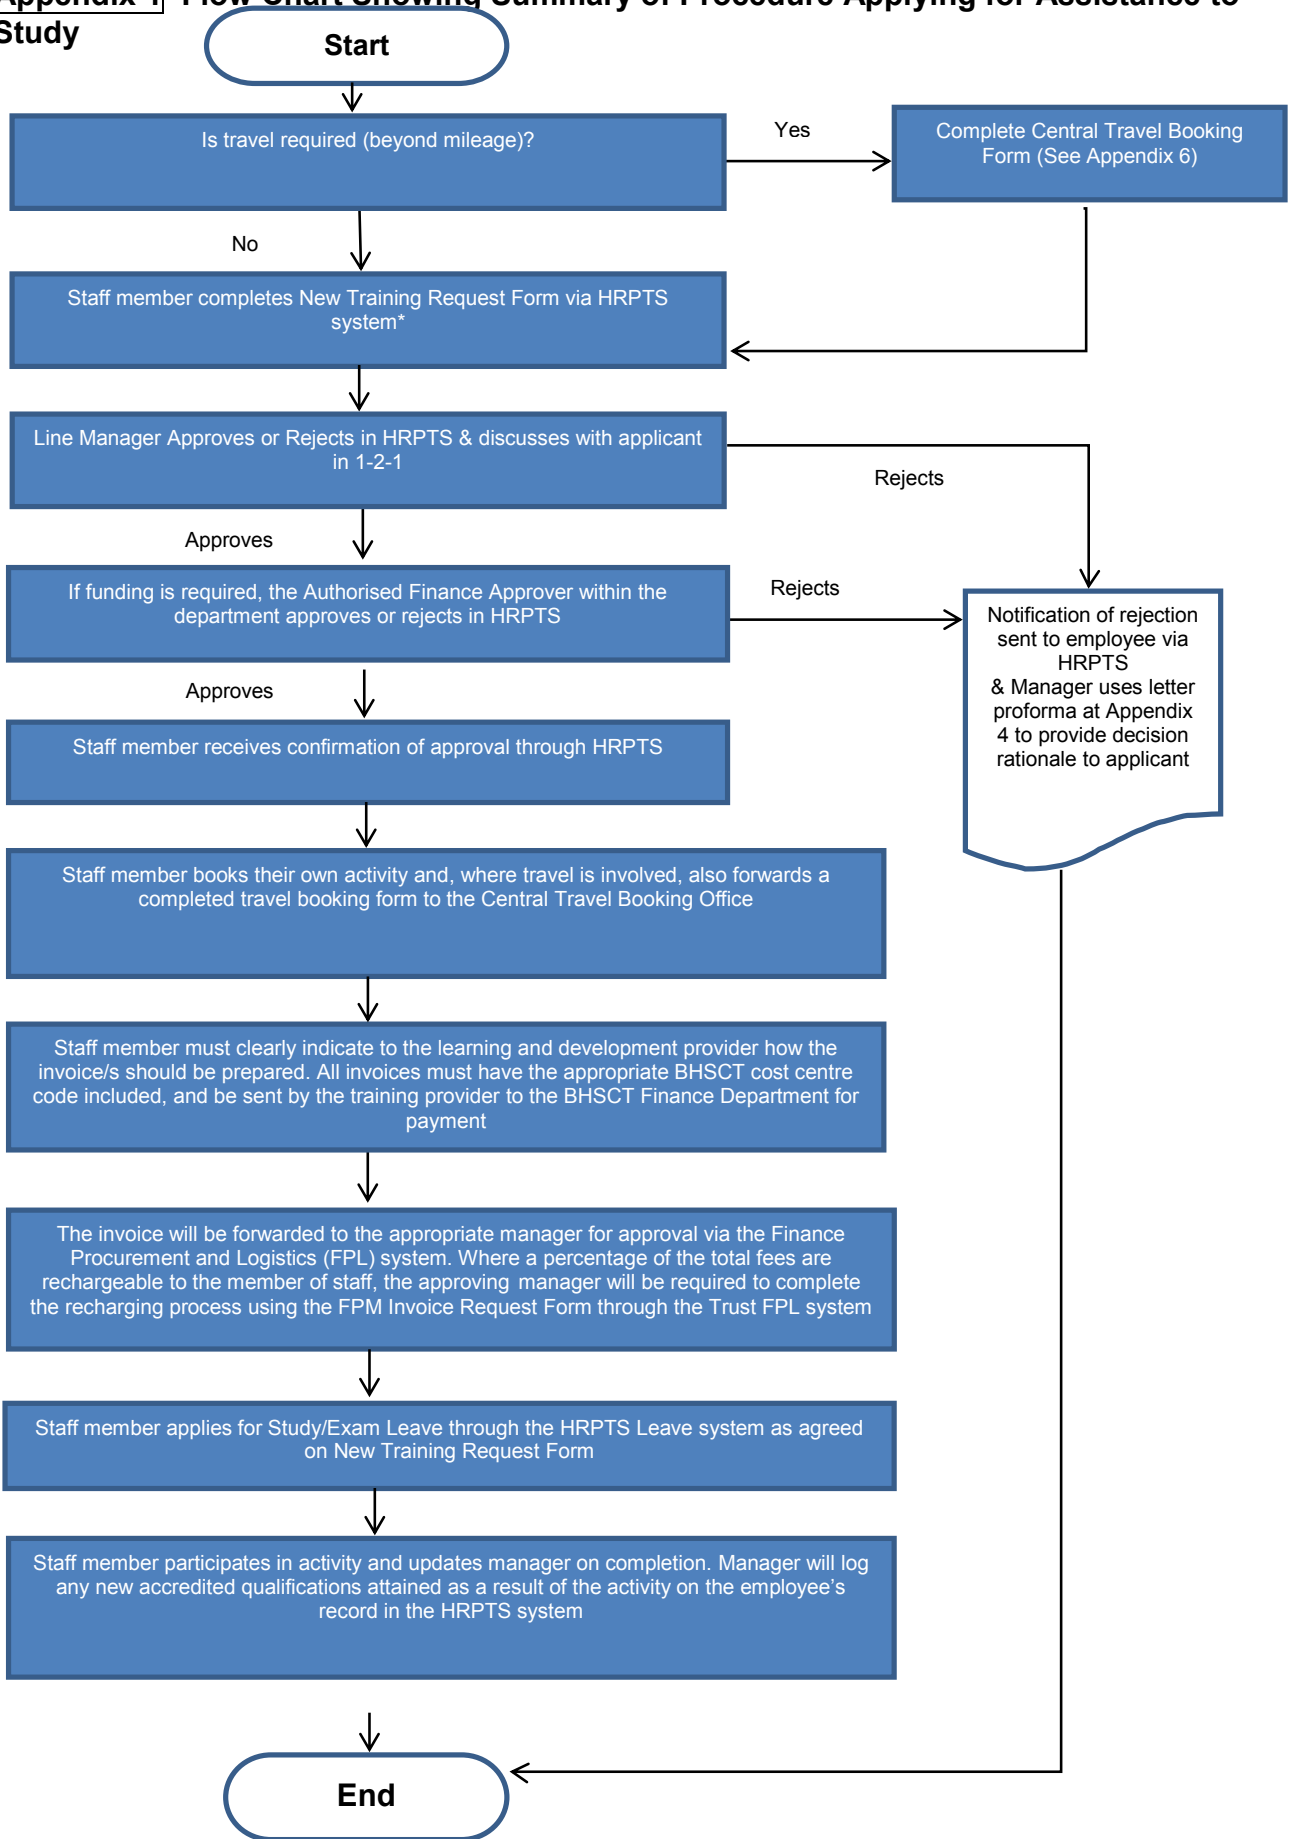 Appendix 1 Flow Chart Showing Summary of Procedure Applying for Assistance to
Study
Start
Is travel required (beyond mileage)?
Yes
Complete Central Travel Booking
Form (See Appendix 6)
No
Staff member completes New Training Request Form via HRPTS
system*
Line Manager Approves or Rejects in HRPTS & discusses with applicant
in 1-2-1
Rejects
Approves
If funding is required, the Authorised Finance Approver within the
department approves or rejects in HRPTS
Rejects
Notification of rejection
sent to employee via
HRPTS
& Manager uses letter
proforma at Appendix
4 to provide decision
rationale to applicant
Approves
Staff member receives confirmation of approval through HRPTS
Staff member books their own activity and, where travel is involved, also forwards a
completed travel booking form to the Central Travel Booking Office
Staff member must clearly indicate to the learning and development provider how the
invoice/s should be prepared. All invoices must have the appropriate BHSCT cost centre
code included, and be sent by the training provider to the BHSCT Finance Department for
payment
The invoice will be forwarded to the appropriate manager for approval via the Finance
Procurement and Logistics (FPL) system. Where a percentage of the total fees are
rechargeable to the member of staff, the approving manager will be required to complete
the recharging process using the FPM Invoice Request Form through the Trust FPL system
Staff member applies for Study/Exam Leave through the HRPTS Leave system as agreed
on New Training Request Form
Staff member participates in activity and updates manager on completion. Manager will log
any new accredited qualifications attained as a result of the activity on the employee’s
record in the HRPTS system
End